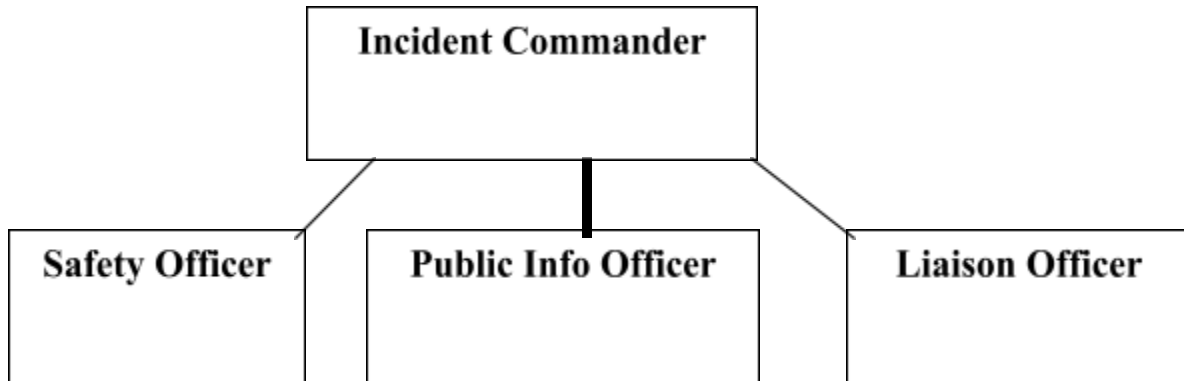 Incident Commander
Safety Officer
Public Info Officer
Liaison Officer